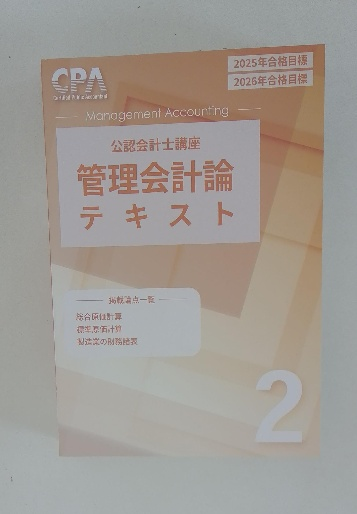 2025年合格目標
2026年合格目標
CPA
Certified Public Accountant
Management Accounting
公認会計士講座
管理会計論
テキスト
掲載論点一覧
総合原価計算
標準原価計算
製造業の財務諸表
2